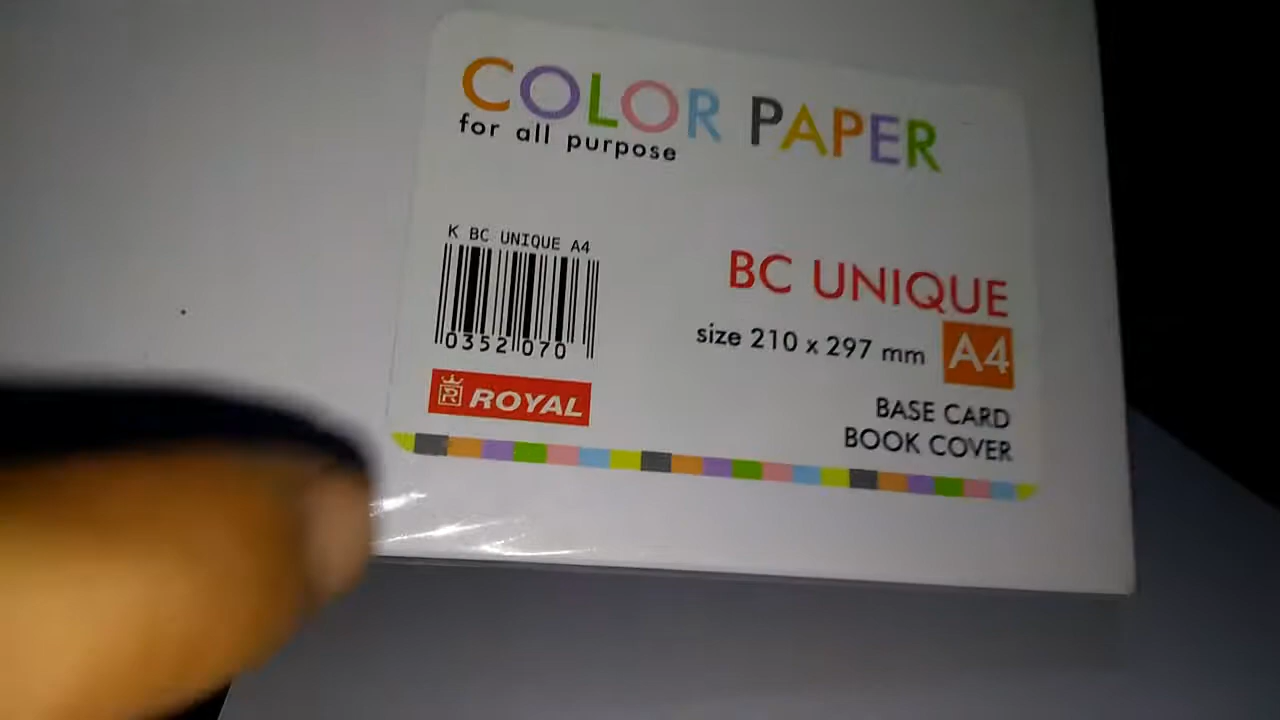 COLOR PAPER
for all purpose
K BC UNIQUE A4
0352070
ROYAL
BC UNIQUE
size 210 x 297 mm A4
BASE CARD
BOOK COVER